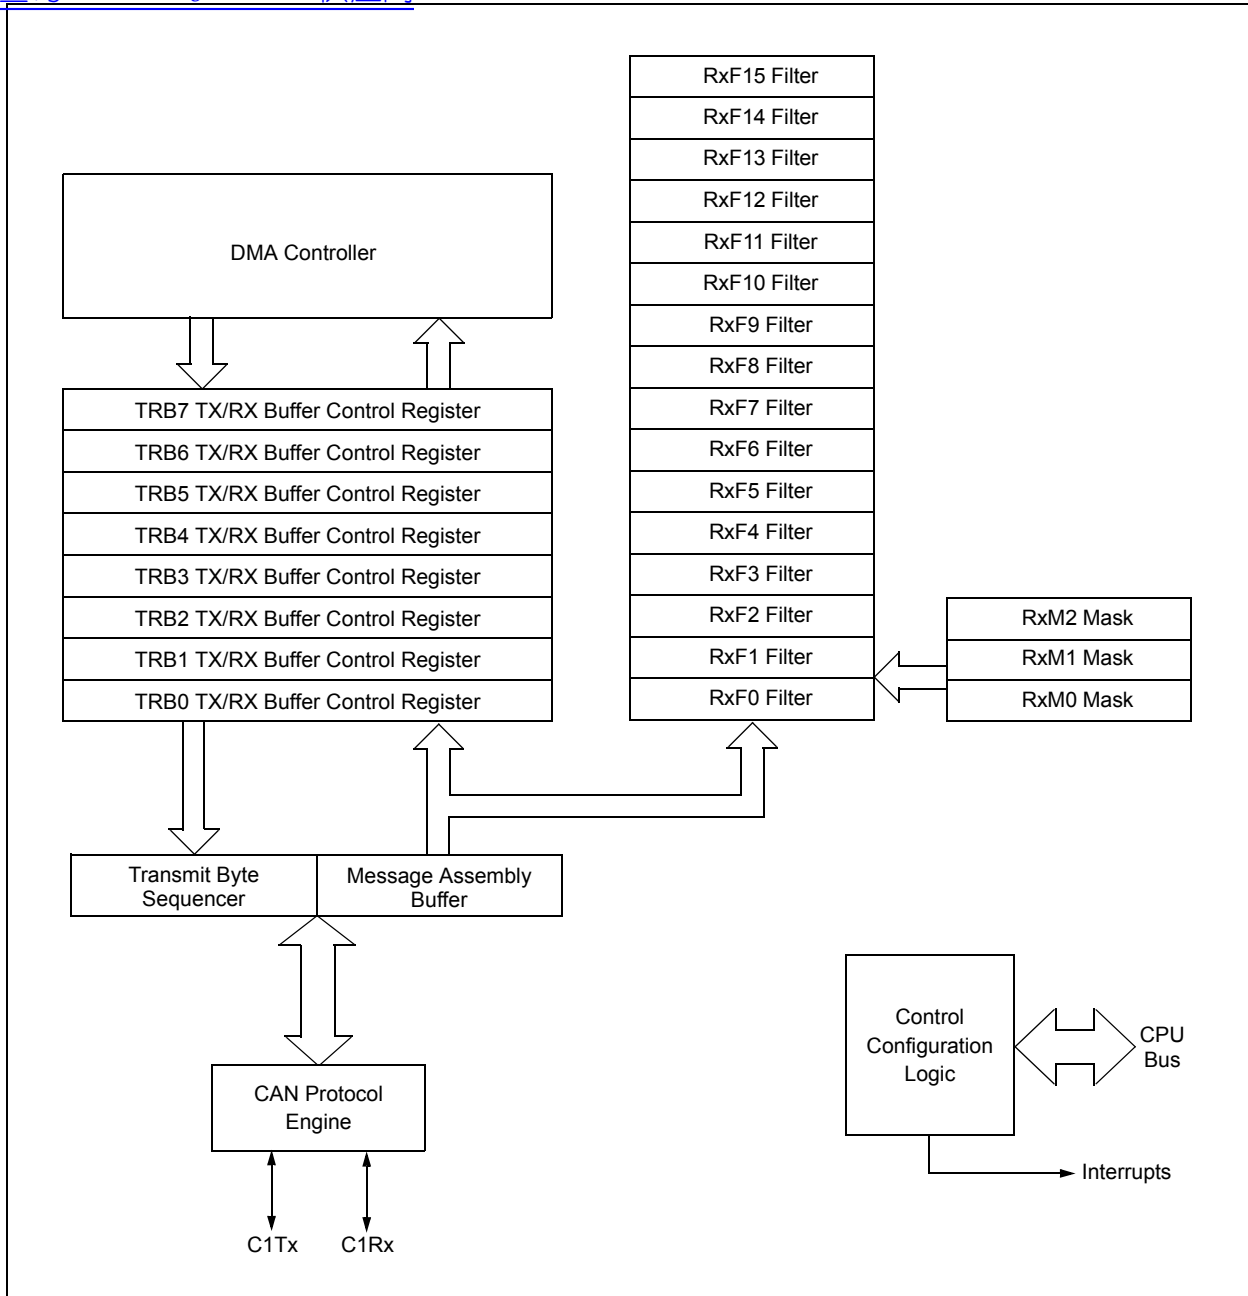 RxF15 Filter
RxF14 Filter
RxF13 Filter
RxF12 Filter
RxF11 Filter
RxF10 Filter
RxF9 Filter
RxF8 Filter
RxF7 Filter
RxF6 Filter
RxF5 Filter
RxF4 Filter
RxF3 Filter
RxF2 Filter
RxF1 Filter
RxF0 Filter
DMA Controller
TRB7 TX/RX Buffer Control Register
TRB6 TX/RX Buffer Control Register
TRB5 TX/RX Buffer Control Register
TRB4 TX/RX Buffer Control Register
TRB3 TX/RX Buffer Control Register
TRB2 TX/RX Buffer Control Register
TRB1 TX/RX Buffer Control Register
TRB0 TX/RX Buffer Control Register
RxM2 Mask
RxM1 Mask
RxM0 Mask
Transmit Byte
Sequencer
Message Assembly
Buffer
CAN Protocol
Engine
C1Tx
C1Rx
Control
Configuration
Logic
CPU
Bus
Interrupts